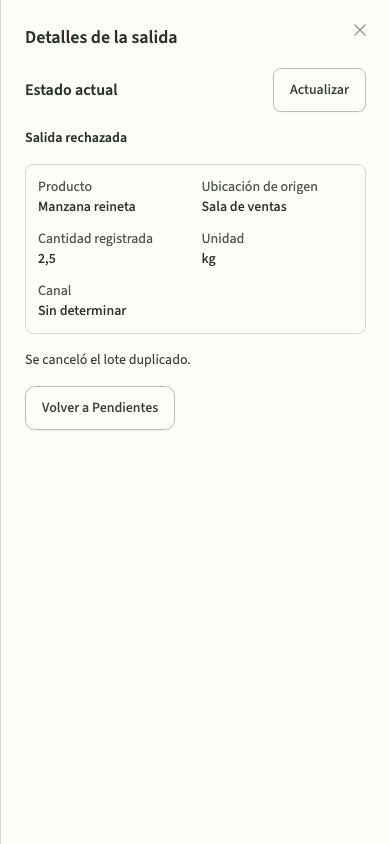 Detalles de la salida
Estado actual
Actualizar
Salida rechazada
Producto
Manzana reineta
Ubicación de origen
Sala de ventas
Cantidad registrada
2,5
Unidad
kg
Canal
Sin determinar
Se canceló el lote duplicado.
Volver a Pendientes